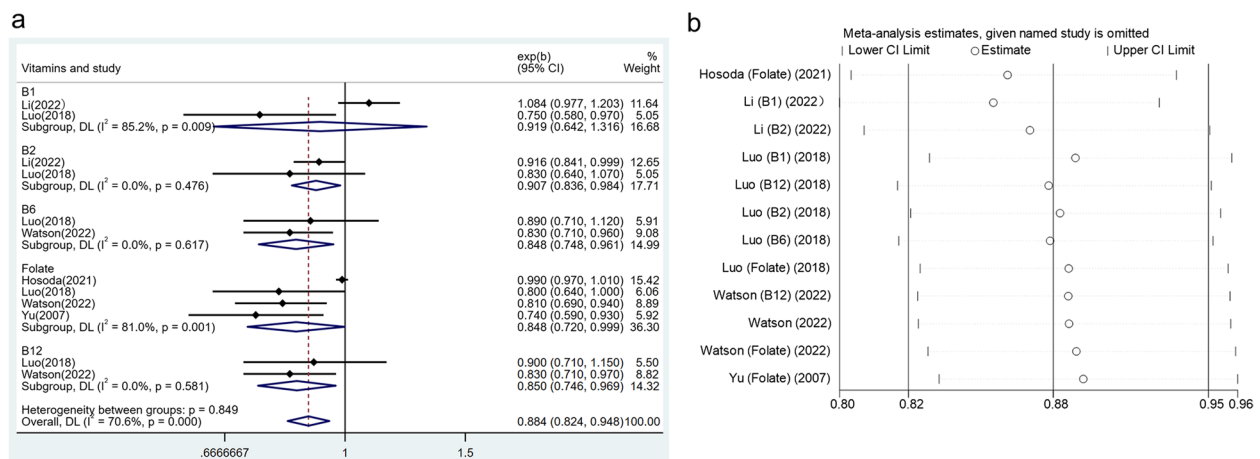 a
Vitamins and study
exp(b)
(95% CI)
%
Weight
B1
Li(2022) 1.084 (0.977, 1.203) 11.64
Luo(2018) 0.750 (0.580, 0.970) 5.05
Subgroup, DL (I² = 85.2%, p = 0.009) 0.919 (0.642, 1.316) 16.68
B2
Li(2022) 0.916 (0.841, 0.999) 12.65
Luo(2018) 0.830 (0.640, 1.070) 5.05
Subgroup, DL (I² = 0.0%, p = 0.476) 0.907 (0.836, 0.984) 17.71
B6
Luo(2018) 0.890 (0.710, 1.120) 5.91
Watson(2022) 0.830 (0.710, 0.960) 9.08
Subgroup, DL (I² = 0.0%, p = 0.617) 0.848 (0.748, 0.961) 14.99
Folate
Hosoda(2021) 0.990 (0.970, 1.010) 15.42
Luo(2018) 0.800 (0.640, 1.000) 6.06
Watson(2022) 0.810 (0.690, 0.940) 8.89
Yu(2007) 0.740 (0.590, 0.930) 5.92
Subgroup, DL (I² = 81.0%, p = 0.001) 0.848 (0.720, 0.999) 36.30
B12
Luo(2018) 0.900 (0.710, 1.150) 5.50
Watson(2022) 0.830 (0.710, 0.970) 8.82
Subgroup, DL (I² = 0.0%, p = 0.581) 0.850 (0.746, 0.969) 14.32
Heterogeneity between groups: p = 0.849
Overall, DL (I² = 70.6%, p = 0.000) 0.884 (0.824, 0.948) 100.00
.6666667 1 1.5
b
Meta-analysis estimates, given named study is omitted
Lower CI Limit Estimate Upper CI Limit
Hosoda (Folate) (2021)
Li (B1) (2022）
Li (B2) (2022)
Luo (B1) (2018)
Luo (B12) (2018)
Luo (B2) (2018)
Luo (B6) (2018)
Luo (Folate) (2018)
Watson (B12) (2022)
Watson (2022)
Watson (Folate) (2022)
Yu (Folate) (2007)
0.80 0.82 0.88 0.95 0.96